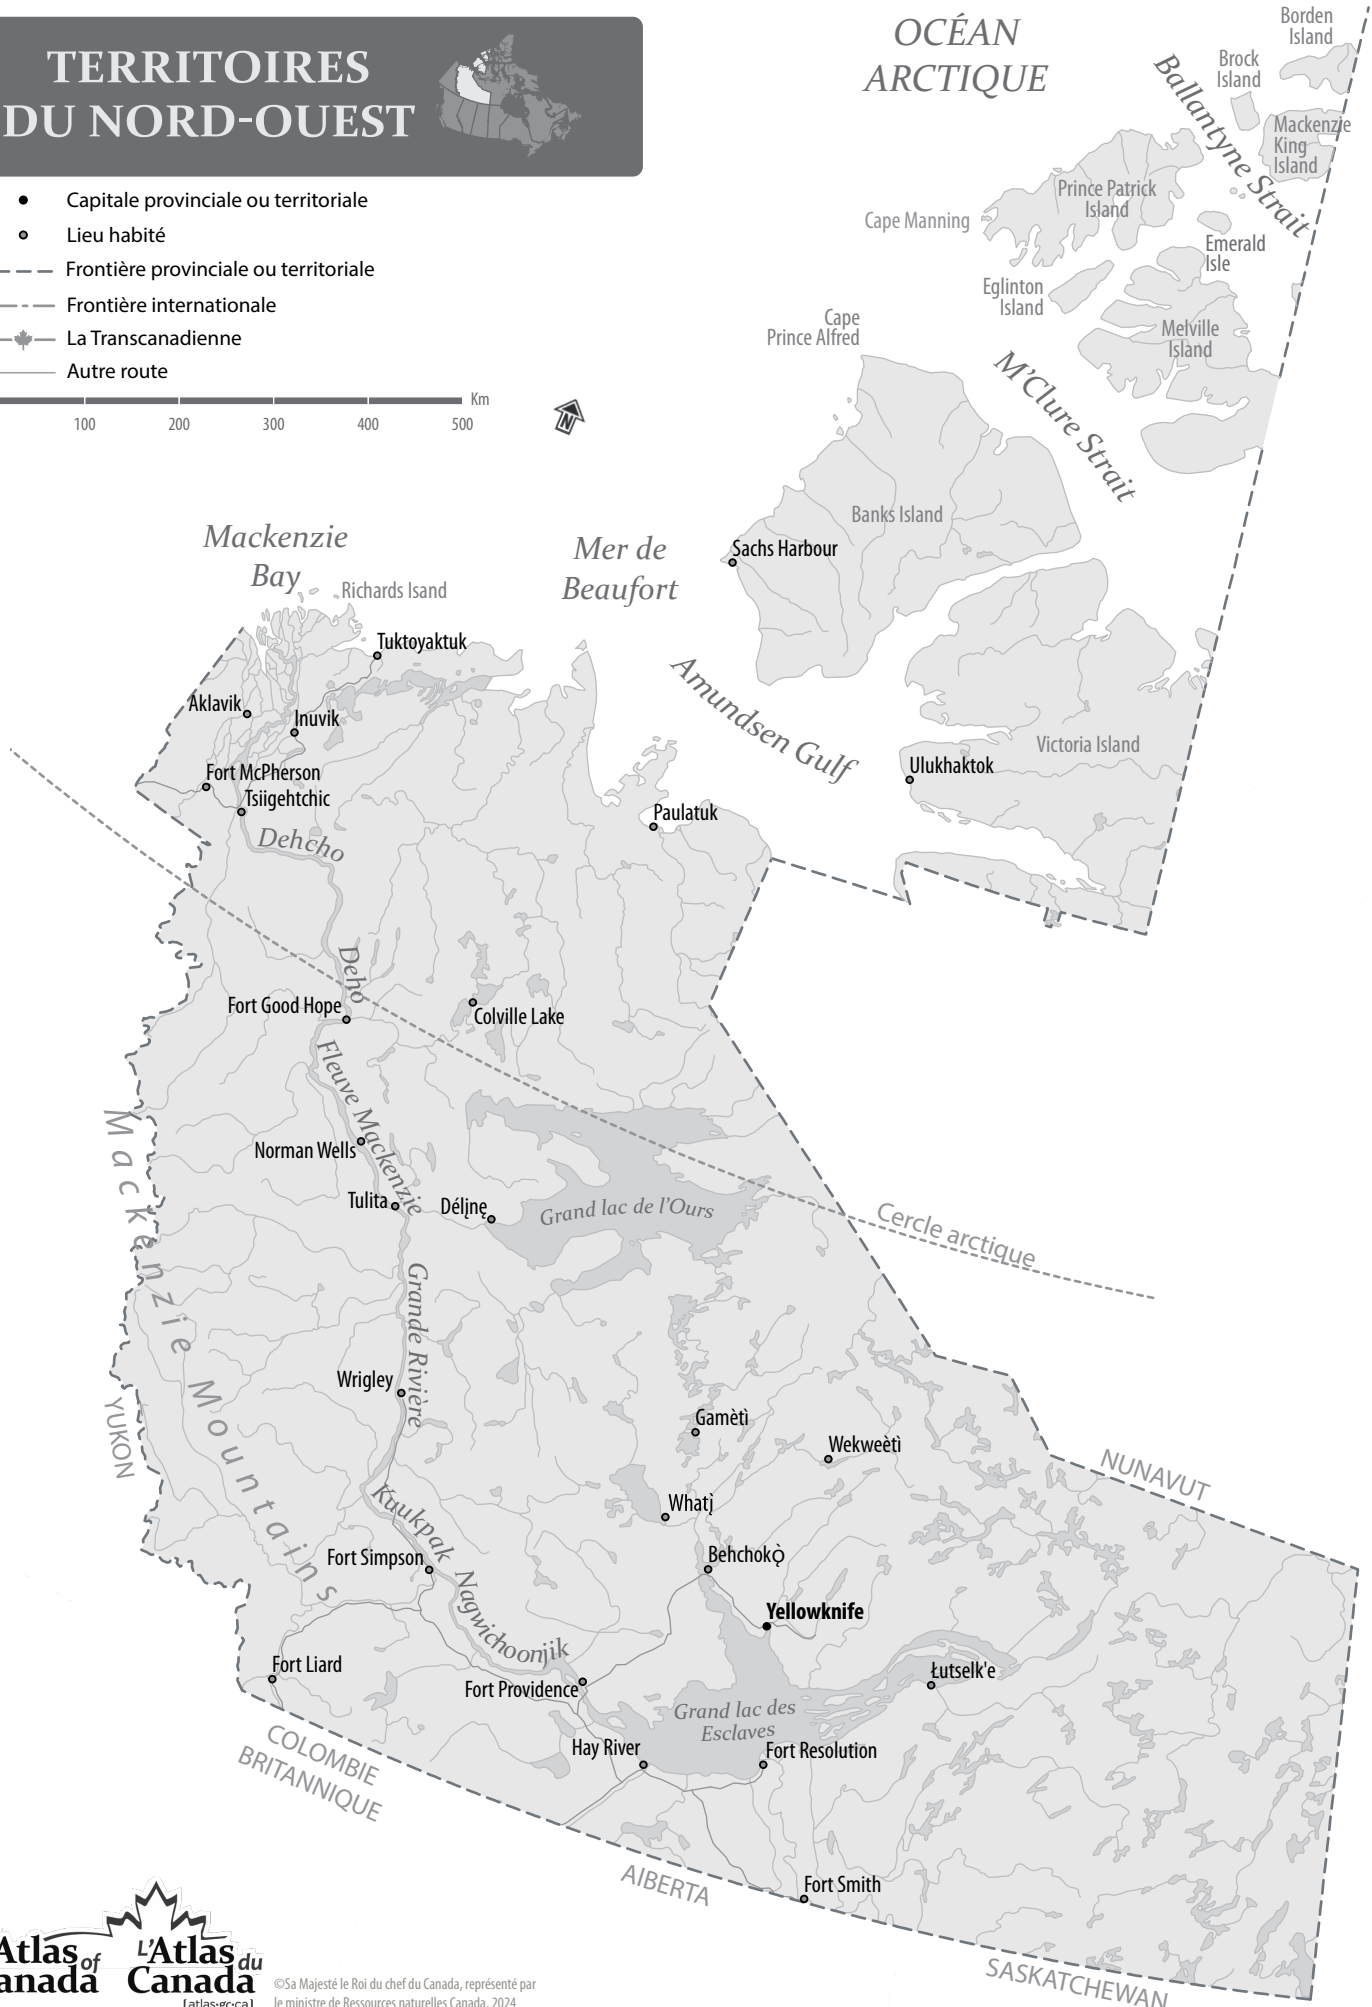 TERRITOIRES
DU NORD-OUEST
Capitale provinciale ou territoriale
Lieu habité
Frontière provinciale ou territoriale
Frontière internationale
La Transcanadienne
Autre route
Km
100 200 300 400 500
N
OCÉAN
ARCTIQUE
Borden
Island
Brock
Island
Ballantyne Strait
Mackenzie
King
Island
Prince Patrick
Island
Cape Manning
Emerald
Isle
Eglinton
Island
Cape
Prince Alfred
Melville
Island
M'Clure Strait
Banks Island
Sachs Harbour
Mackenzie
Bay
Mer de
Beaufort
Richards Isand
Tuktoyaktuk
Amundsen Gulf
Aklavik
Inuvik
Victoria Island
Ulukhaktok
Fort McPherson
Tsiigehtchic
Paulatuk
Dehcho
Deho
Fort Good Hope
Colville Lake
Fleuve Mackenzie
Mackenzie Mountains
Norman Wells
Tulita
Délı̨nę
Grand lac de l'Ours
Cercle arctique
Grande Rivière
Wrigley
YUKON
Gamètì
Wekweètì
NUNAVUT
Whatį̀
Kuukpak
Behchokǫ̀
Fort Simpson
Nagwichoonjik
Yellowknife
Fort Liard
Łutselk'e
Fort Providence
Grand lac des
Esclaves
Hay River
Fort Resolution
COLOMBIE
BRITANNIQUE
AlBERTA
Fort Smith
SASKATCHEWAN
Atlas of
anada
L'Atlas du
Canada
[atlas.gc.ca]
©Sa Majesté le Roi du chef du Canada, représenté par
le ministre de Ressources naturelles Canada, 2024